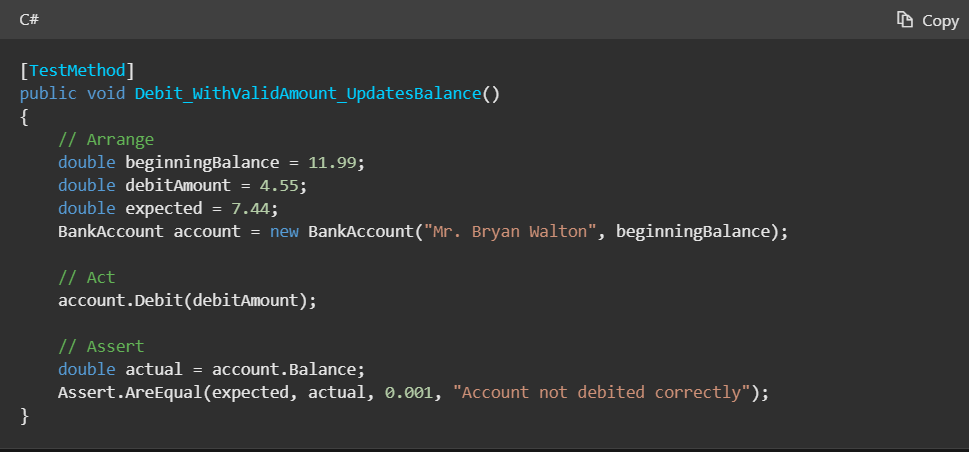 C#
Copy
[TestMethod]
public void Debit_WithValidAmount_UpdatesBalance()
{
    // Arrange
    double beginningBalance = 11.99;
    double debitAmount = 4.55;
    double expected = 7.44;
    BankAccount account = new BankAccount("Mr. Bryan Walton", beginningBalance);

    // Act
    account.Debit(debitAmount);

    // Assert
    double actual = account.Balance;
    Assert.AreEqual(expected, actual, 0.001, "Account not debited correctly");
}